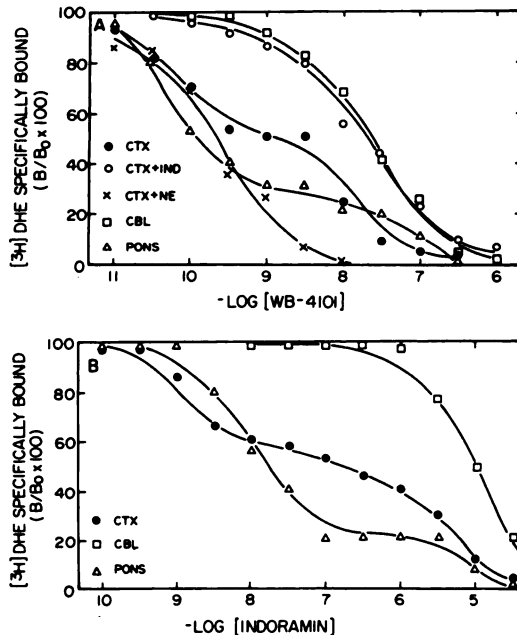 A
[³H] DHE SPECIFICALLY BOUND
(B/B₀ x 100)
100
80
60
40
20
0
● CTX
○ CTX+IND
× CTX+NE
□ CBL
△ PONS
11 10 9 8 7 6
-LOG [WB-4101]
B
[³H] DHE SPECIFICALLY BOUND
(B/B₀ x 100)
100
80
60
40
20
0
● CTX
□ CBL
△ PONS
10 9 8 7 6 5
-LOG [INDORAMIN]